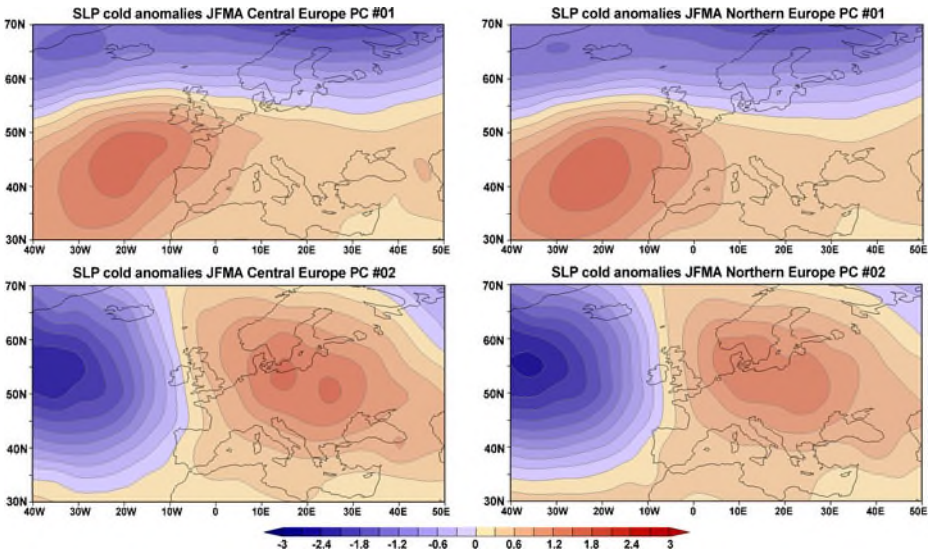 SLP cold anomalies JFMA Central Europe PC #01
70N
60N
50N
40N
30N
40W 30W 20W 10W 0 10E 20E 30E 40E 50E
SLP cold anomalies JFMA Northern Europe PC #01
70N
60N
50N
40N
30N
40W 30W 20W 10W 0 10E 20E 30E 40E 50E
SLP cold anomalies JFMA Central Europe PC #02
70N
60N
50N
40N
30N
40W 30W 20W 10W 0 10E 20E 30E 40E 50E
SLP cold anomalies JFMA Northern Europe PC #02
70N
60N
50N
40N
30N
40W 30W 20W 10W 0 10E 20E 30E 40E 50E
-3 -2.4 -1.8 -1.2 -0.6 0 0.6 1.2 1.8 2.4 3